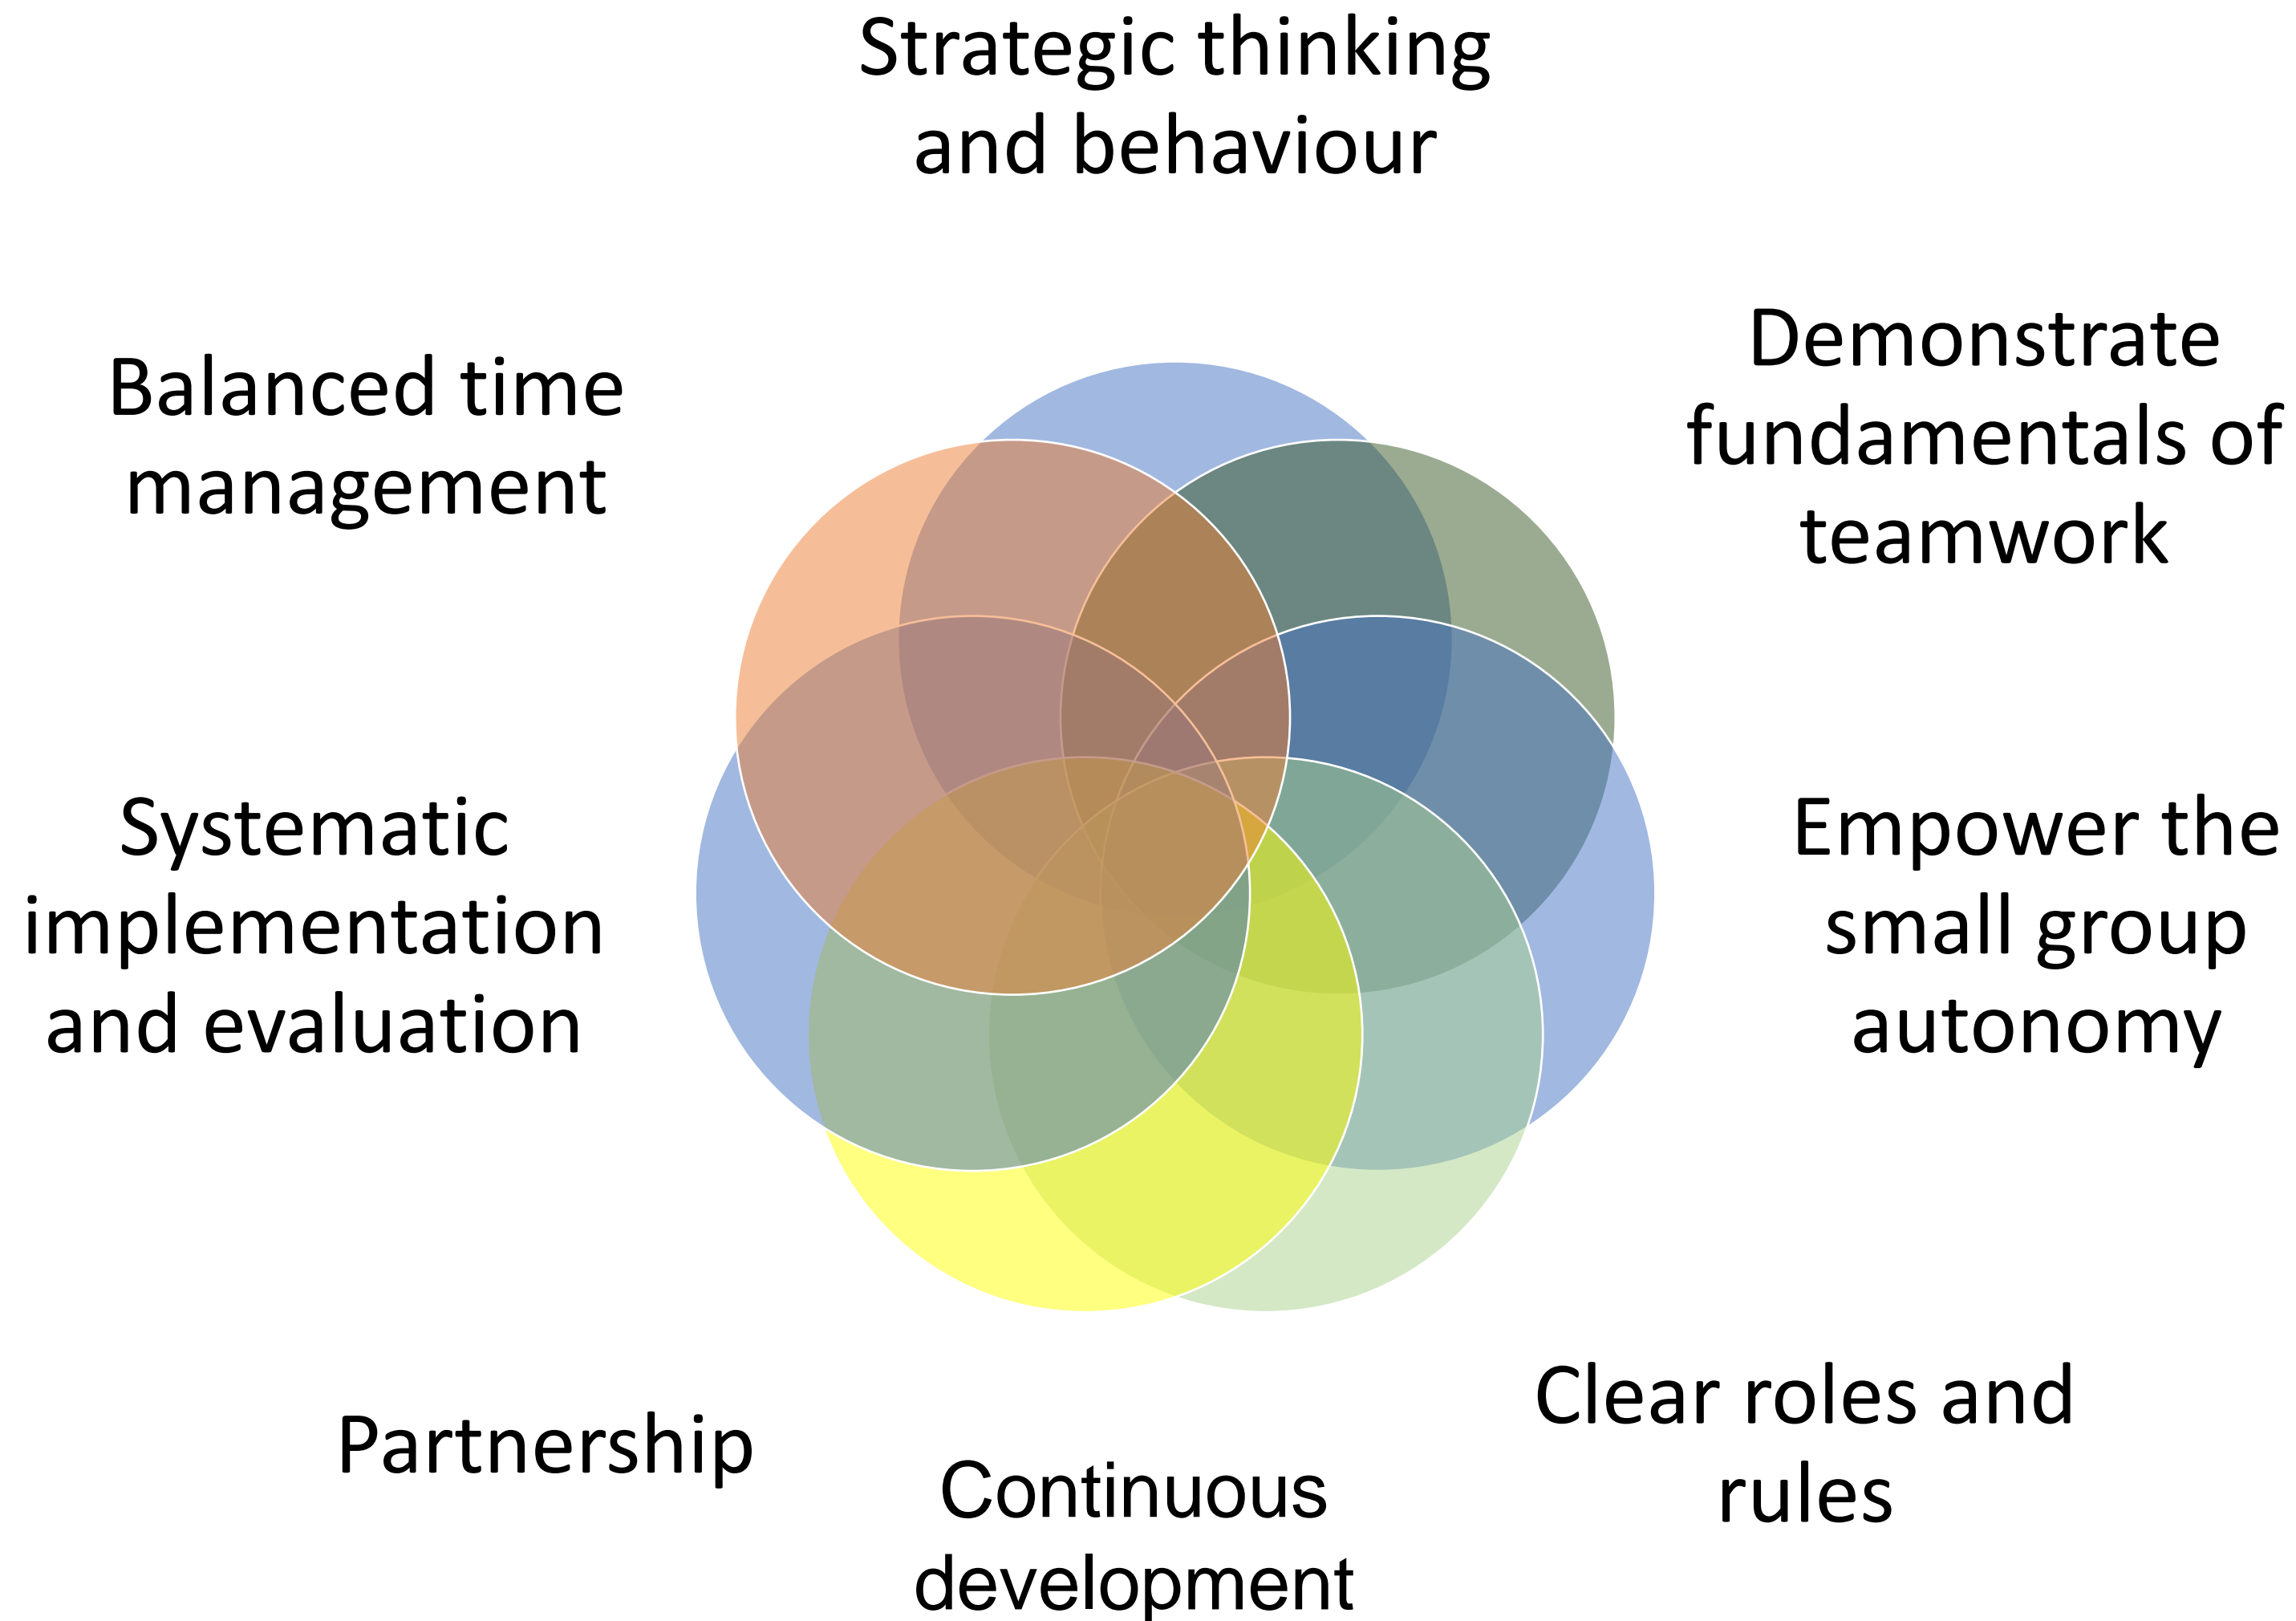 Strategic thinking
and behaviour
Demonstrate
fundamentals of
teamwork
Balanced time
management
Empower the
small group
autonomy
Systematic
implementation
and evaluation
Clear roles and
rules
Partnership
Continuous
development